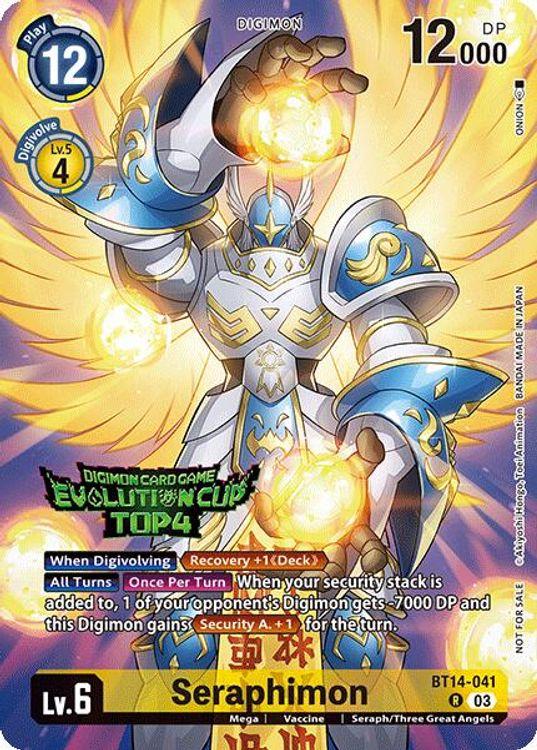 DIGIMON
Play
12
12000
DP
Digivolve
Lv.5
4
ONION
DIGIMON CARD GAME
EVOLUTION CUP
TOP4
When Digivolving Recovery +1《Deck》
All Turns Once Per Turn When your security stack is
added to, 1 of your opponent's Digimon gets -7000 DP and
this Digimon gains Security A. +1 for the turn.
©Akiyoshi Hongo, Toei Animation BANDAI MADE IN JAPAN
NOT FOR SALE
Lv.6
Seraphimon
BT14-041
R 03
Mega | Vaccine | Seraph/Three Great Angels